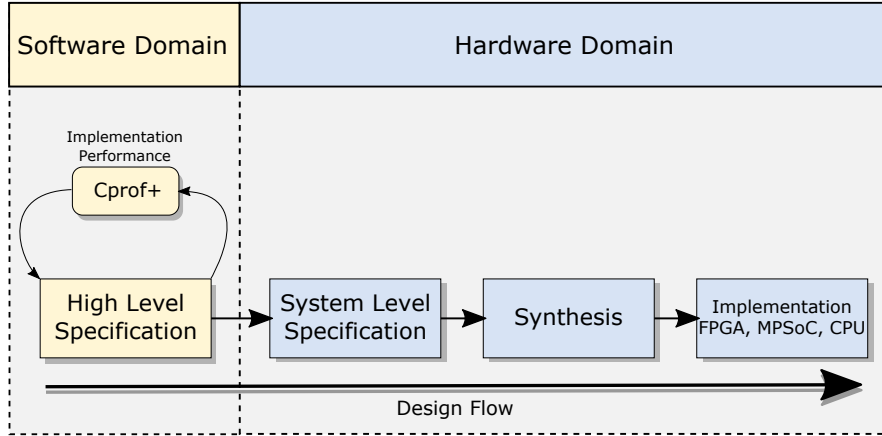 Software Domain
Hardware Domain
Implementation
Performance
Cprof+
High Level
Specification
System Level
Specification
Synthesis
Implementation
FPGA, MPSoC, CPU
Design Flow